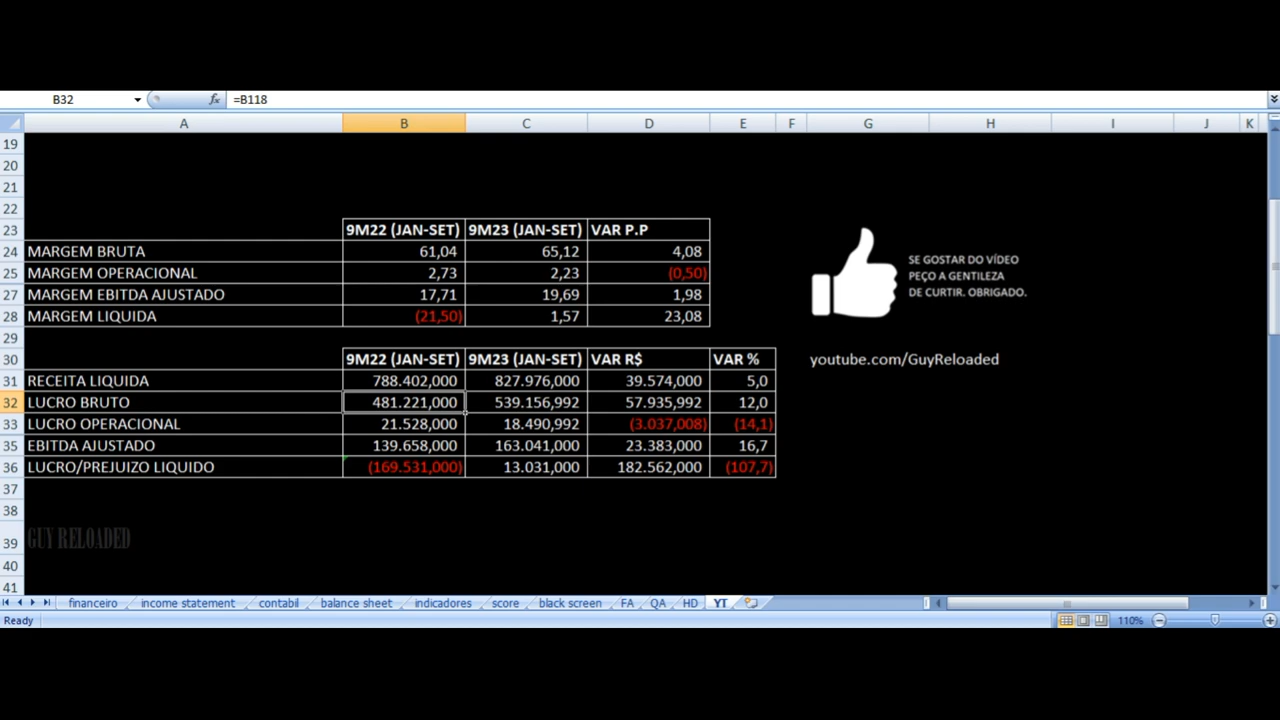 B32 fx =B118
A B C D E F G H I J K
19
20
21
22
23 9M22 (JAN-SET) 9M23 (JAN-SET) VAR P.P
24 MARGEM BRUTA 61,04 65,12 4,08
25 MARGEM OPERACIONAL 2,73 2,23 (0,50)
27 MARGEM EBITDA AJUSTADO 17,71 19,69 1,98
28 MARGEM LIQUIDA (21,50) 1,57 23,08
SE GOSTAR DO VÍDEO
PEÇO A GENTILEZA
DE CURTIR. OBRIGADO.
29
30 9M22 (JAN-SET) 9M23 (JAN-SET) VAR R$ VAR % youtube.com/GuyReloaded
31 RECEITA LIQUIDA 788.402,000 827.976,000 39.574,000 5,0
32 LUCRO BRUTO 481.221,000 539.156,992 57.935,992 12,0
33 LUCRO OPERACIONAL 21.528,000 18.490,992 (3.037,008) (14,1)
35 EBITDA AJUSTADO 139.658,000 163.041,000 23.383,000 16,7
36 LUCRO/PREJUIZO LIQUIDO (169.531,000) 13.031,000 182.562,000 (107,7)
37
38
39 GUY RELOADED
40
41
financeiro income statement contabil balance sheet indicadores score black screen FA QA HD YT
Ready 110%